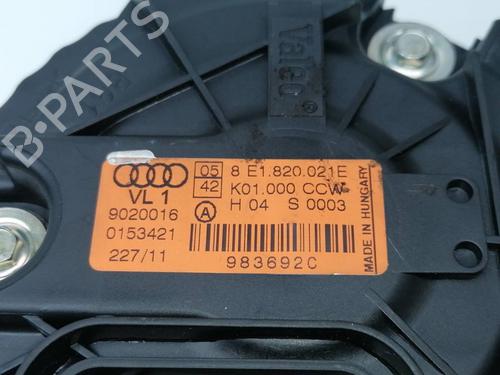 B-PARTS
Valeo
05 8 E1.820.021E
42 K01.000 CCW
VL 1
A H 04 S 0003
9020016
0153421
227/11
983692C
MADE IN HUNGARY